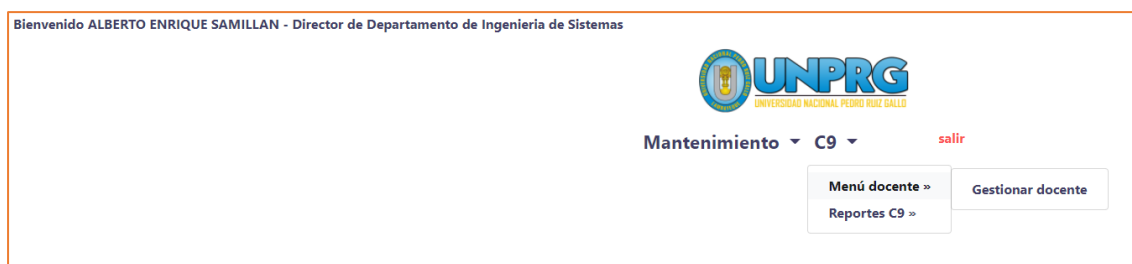 Bienvenido ALBERTO ENRIQUE SAMILLAN - Director de Departamento de Ingenieria de Sistemas
UNPRG
UNIVERSIDAD NACIONAL PEDRO RUIZ GALLO
Mantenimiento C9 salir
Menú docente » Gestionar docente
Reportes C9 »